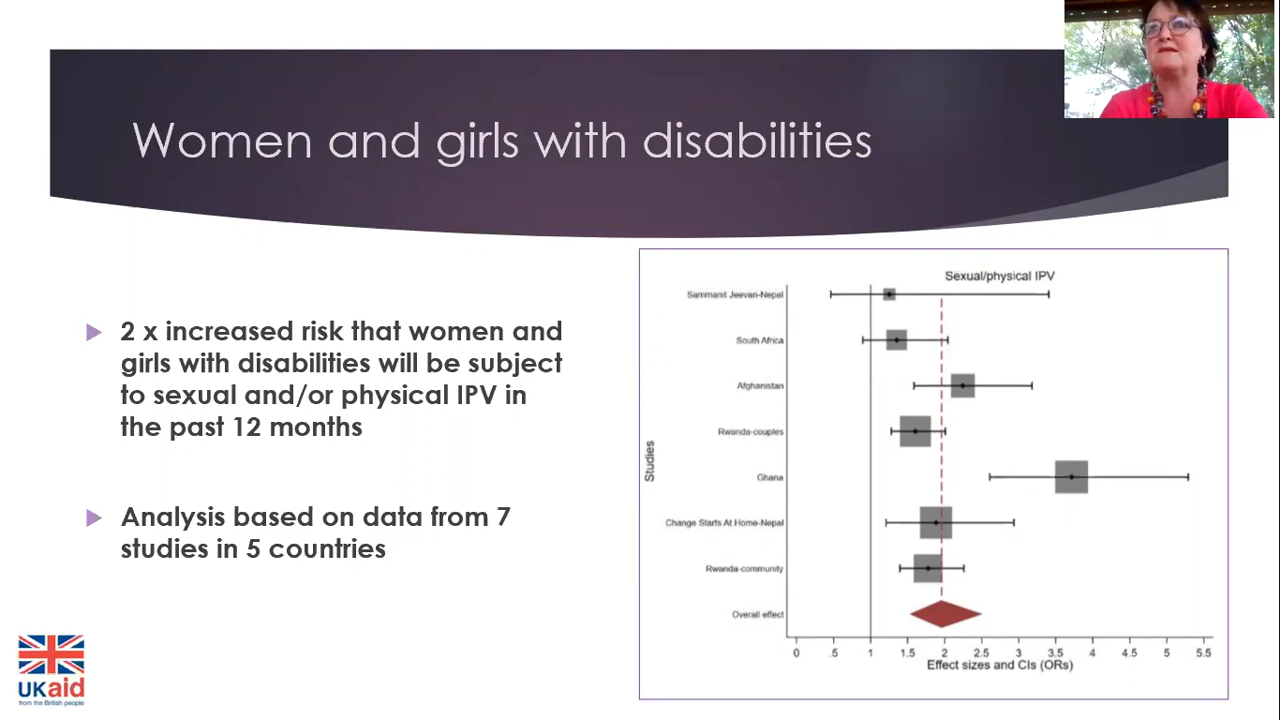 Women and girls with disabilities
2 x increased risk that women and
girls with disabilities will be subject
to sexual and/or physical IPV in
the past 12 months
Analysis based on data from 7
studies in 5 countries
UKaid
from the British people
Sexual/physical IPV
Studies
Sammanit Jeevan-Nepal
South Africa
Afghanistan
Rwanda-couples
Ghana
Change Starts At Home-Nepal
Rwanda-community
Overall effect
0 .5 1 1.5 2 2.5 3 3.5 4 4.5 5 5.5
Effect sizes and CIs (ORs)